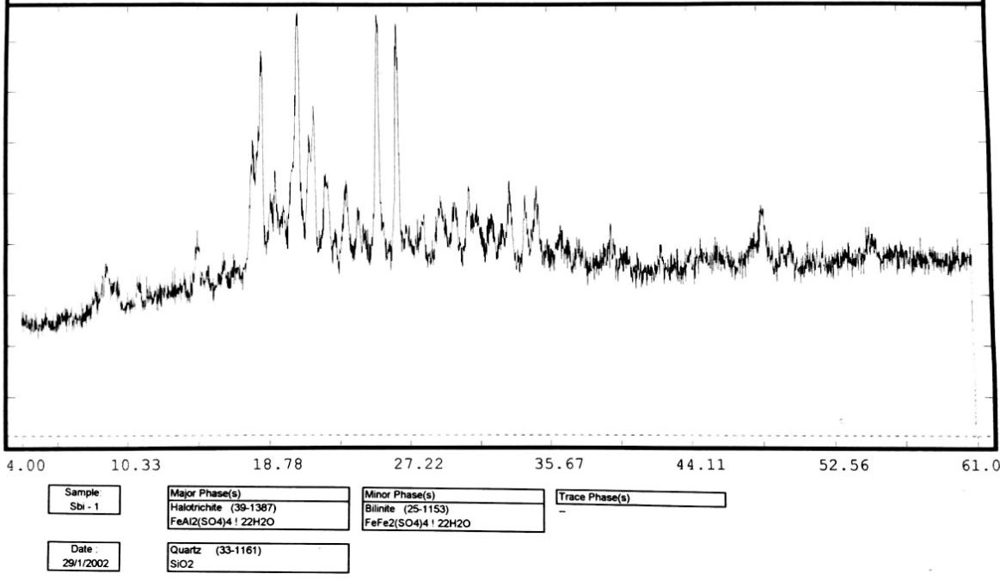 4.00 10.33 18.78 27.22 35.67 44.11 52.56 61.0
Sample:
Sbi - 1
Major Phase(s)
Halotrichite (39-1387)
FeAl2(SO4)4 ! 22H2O
Minor Phase(s)
Bilinite (25-1153)
FeFe2(SO4)4 ! 22H2O
Trace Phase(s)
–
Date :
29/1/2002
Quartz (33-1161)
SiO2